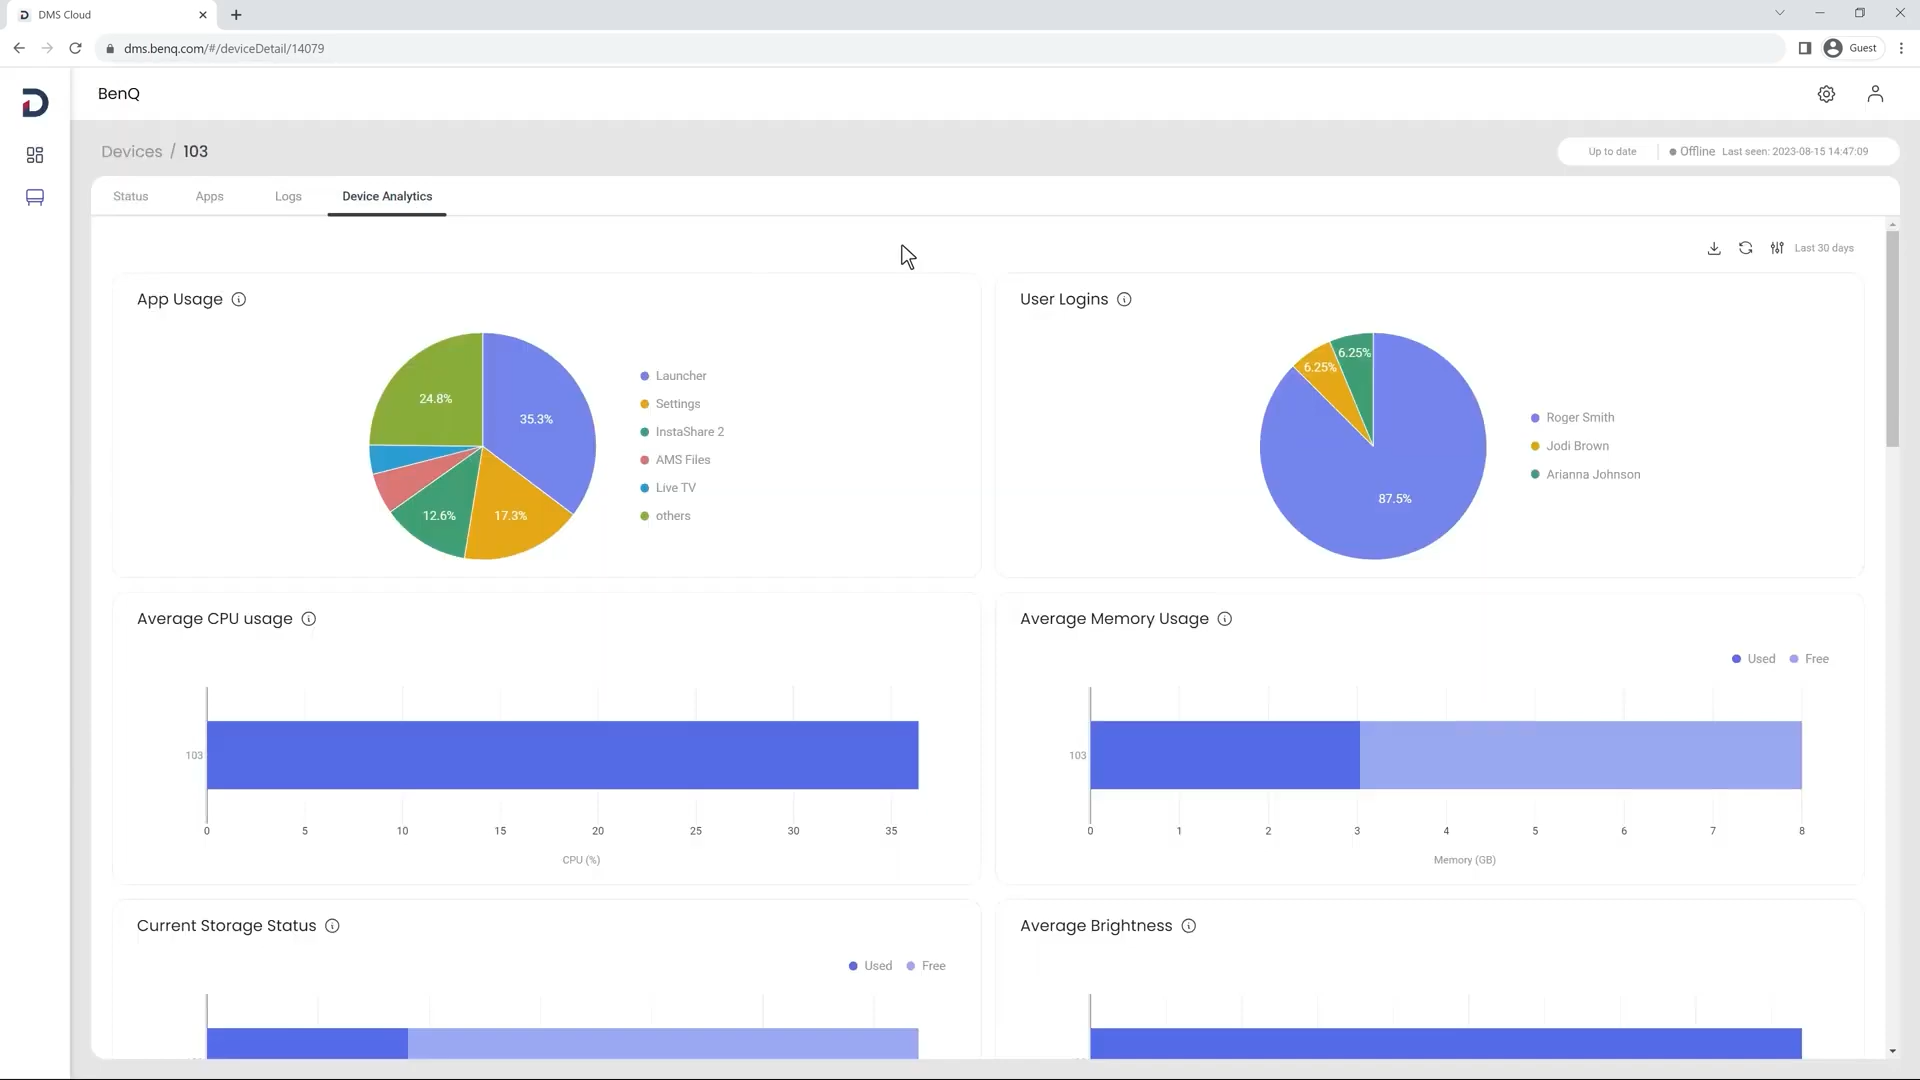 DMS Cloud
dms.benq.com/#/deviceDetail/14079
Guest
BenQ
Devices / 103
Up to date
Offline Last seen: 2023-08-15 14:47:09
Status
Apps
Logs
Device Analytics
Last 30 days
App Usage
24.8%
35.3%
12.6%
17.3%
Launcher
Settings
InstaShare 2
AMS Files
Live TV
others
User Logins
6.25%
6.25%
87.5%
Roger Smith
Jodi Brown
Arianna Johnson
Average CPU usage
103
0 5 10 15 20 25 30 35
CPU (%)
Average Memory Usage
Used Free
103
0 1 2 3 4 5 6 7 8
Memory (GB)
Current Storage Status
Used Free
Average Brightness